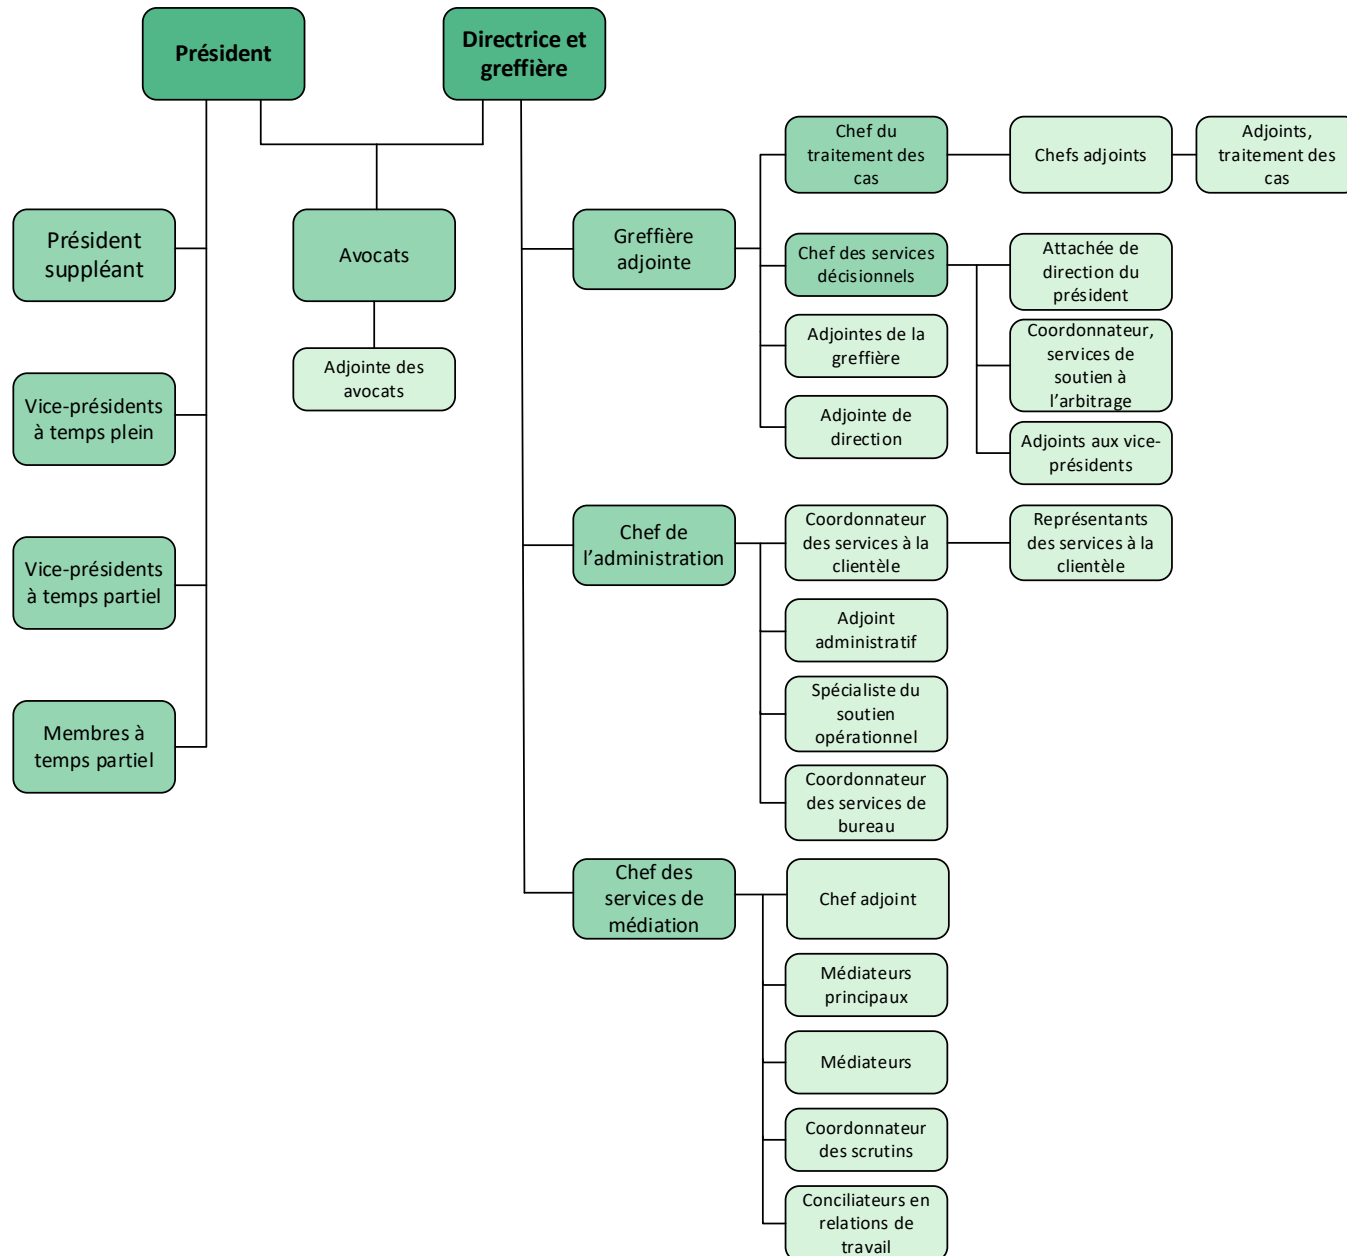 Président
Directrice et
greffière
Chef du
traitement des
cas
Chefs adjoints
Adjoints,
traitement des
cas
Président
suppléant
Avocats
Greffière
adjointe
Chef des services
décisionnels
Attachée de
direction du
président
Adjointes de la
greffière
Coordonnateur,
services de
soutien à
l’arbitrage
Adjointe des
avocats
Vice-présidents
à temps plein
Adjointe de
direction
Adjoints aux vice-
présidents
Vice-présidents
à temps partiel
Chef de
l’administration
Coordonnateur
des services à la
clientèle
Représentants
des services à la
clientèle
Adjoint
administratif
Spécialiste du
soutien
opérationnel
Membres à
temps partiel
Coordonnateur
des services de
bureau
Chef des
services de
médiation
Chef adjoint
Médiateurs
principaux
Médiateurs
Coordonnateur
des scrutins
Conciliateurs en
relations de
travail